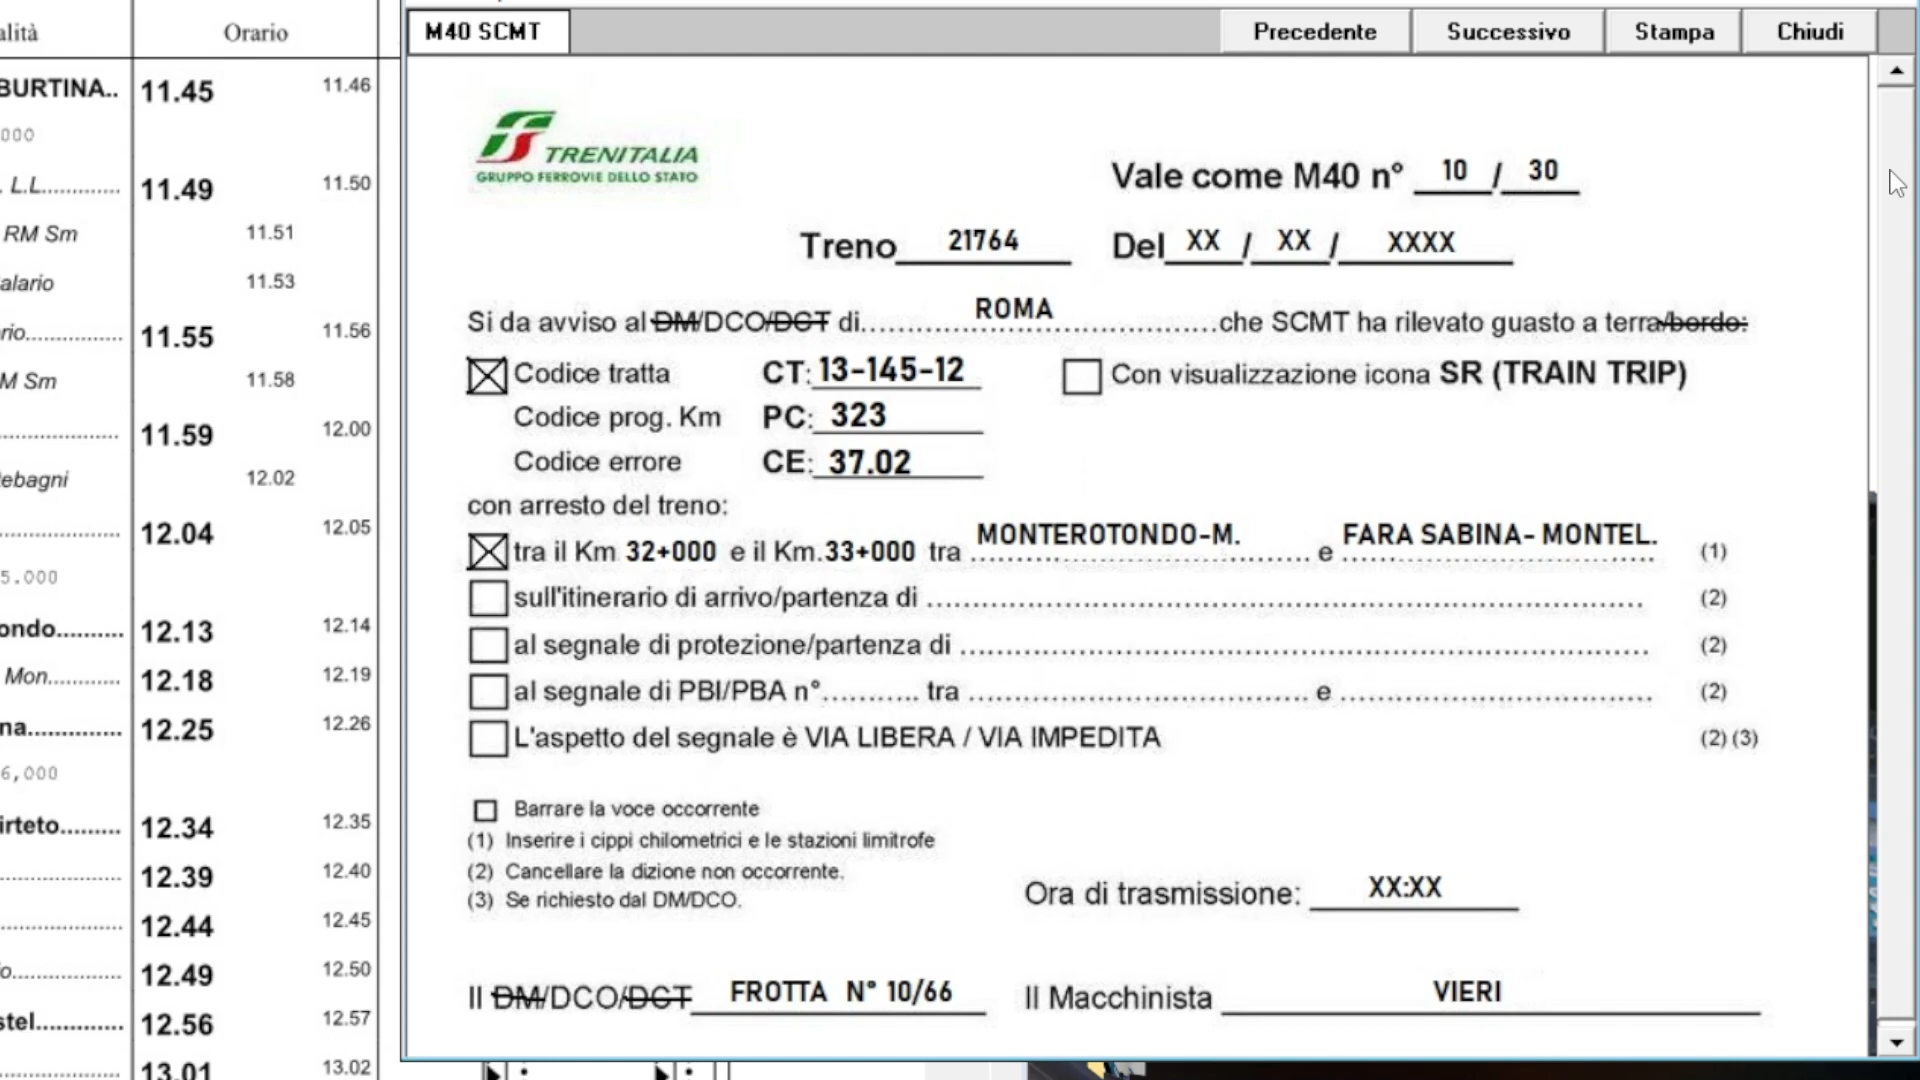 alità Orario
BURTINA.. 11.45 11.46
000
. L.L............. 11.49 11.50
RM Sm 11.51
alario 11.53
rio................ 11.55 11.56
M Sm 11.58
.................... 11.59 12.00
ebagni 12.02
.................... 12.04 12.05
5.000
ondo.......... 12.13 12.14
Mon............ 12.18 12.19
na.............. 12.25 12.26
6,000
irteto......... 12.34 12.35
.................... 12.39 12.40
.................... 12.44 12.45
o.................. 12.49 12.50
stel............. 12.56 12.57
.................... 13.01 13.02
M40 SCMT Precedente Successivo Stampa Chiudi
TRENITALIA
GRUPPO FERROVIE DELLO STATO
Vale come M40 n° 10 / 30
Treno 21764 Del XX / XX / XXXX
Si da avviso al DM/DCO/DCT di....ROMA....che SCMT ha rilevato guasto a terra/bordo:
Codice tratta CT: 13-145-12 Con visualizzazione icona SR (TRAIN TRIP)
Codice prog. Km PC: 323
Codice errore CE: 37.02
con arresto del treno:
tra il Km 32+000 e il Km.33+000 tra MONTEROTONDO-M. e FARA SABINA- MONTEL. (1)
sull'itinerario di arrivo/partenza di .................... (2)
al segnale di protezione/partenza di .................... (2)
al segnale di PBI/PBA n°.......... tra .................... e .................... (2)
L'aspetto del segnale è VIA LIBERA / VIA IMPEDITA (2) (3)
Barrare la voce occorrente
(1) Inserire i cippi chilometrici e le stazioni limitrofe
(2) Cancellare la dizione non occorrente.
(3) Se richiesto dal DM/DCO.
Ora di trasmissione: XX:XX
Il DM/DCO/DCT FROTTA N° 10/66 Il Macchinista VIERI